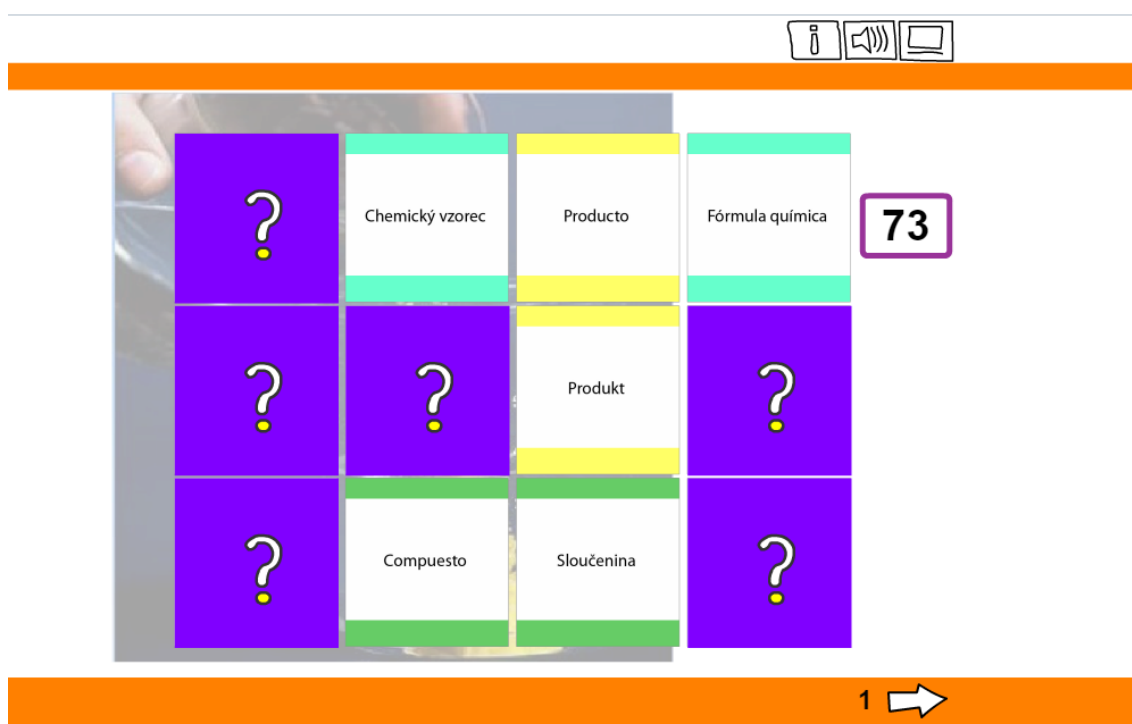 i
?
Chemický vzorec
Producto
Fórmula química
73
?
?
Produkt
?
?
Compuesto
Sloučenina
?
1